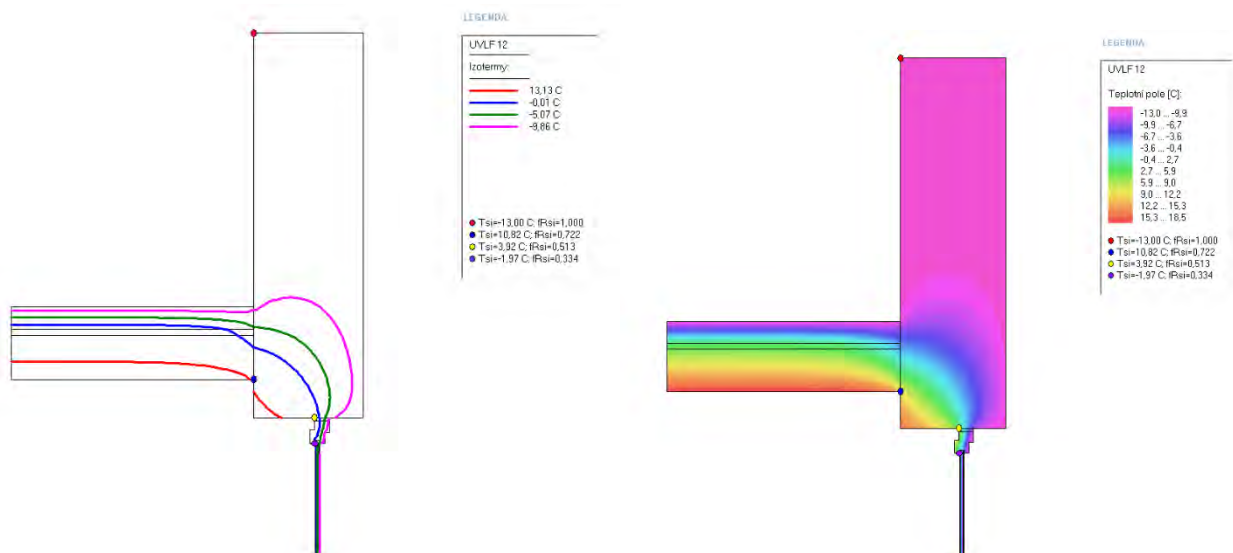 LEGENDA:
UVLF 12
Izotermy:
13,13 C
-0,01 C
-5,07 C
-9,86 C
Tsi=-13,00 C; fRsi=1,000
Tsi=10,82 C; fRsi=0,722
Tsi=3,92 C; fRsi=0,513
Tsi=-1,97 C; fRsi=0,334
LEGENDA:
UVLF 12
Teplotní pole [C]:
-13,0 ... -9,9
-9,9 ... -6,7
-6,7 ... -3,6
-3,6 ... -0,4
-0,4 ... 2,7
2,7 ... 5,9
5,9 ... 9,0
9,0 ... 12,2
12,2 ... 15,3
15,3 ... 18,5
Tsi=-13,00 C; fRsi=1,000
Tsi=10,82 C; fRsi=0,722
Tsi=3,92 C; fRsi=0,513
Tsi=-1,97 C; fRsi=0,334